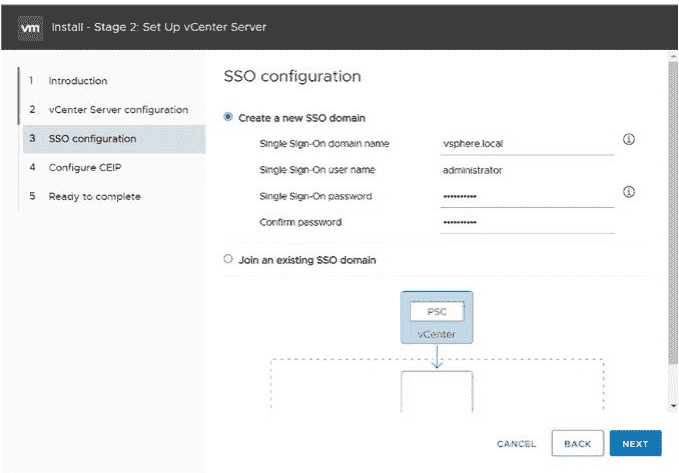 vm Install - Stage 2: Set Up vCenter Server
1 Introduction
2 vCenter Server configuration
3 SSO configuration
4 Configure CEIP
5 Ready to complete
SSO configuration
Create a new SSO domain
Single Sign-On domain name vsphere.local
Single Sign-On user name administrator
Single Sign-On password ••••••••••
Confirm password ••••••••••
Join an existing SSO domain
PSC
vCenter
CANCEL BACK NEXT